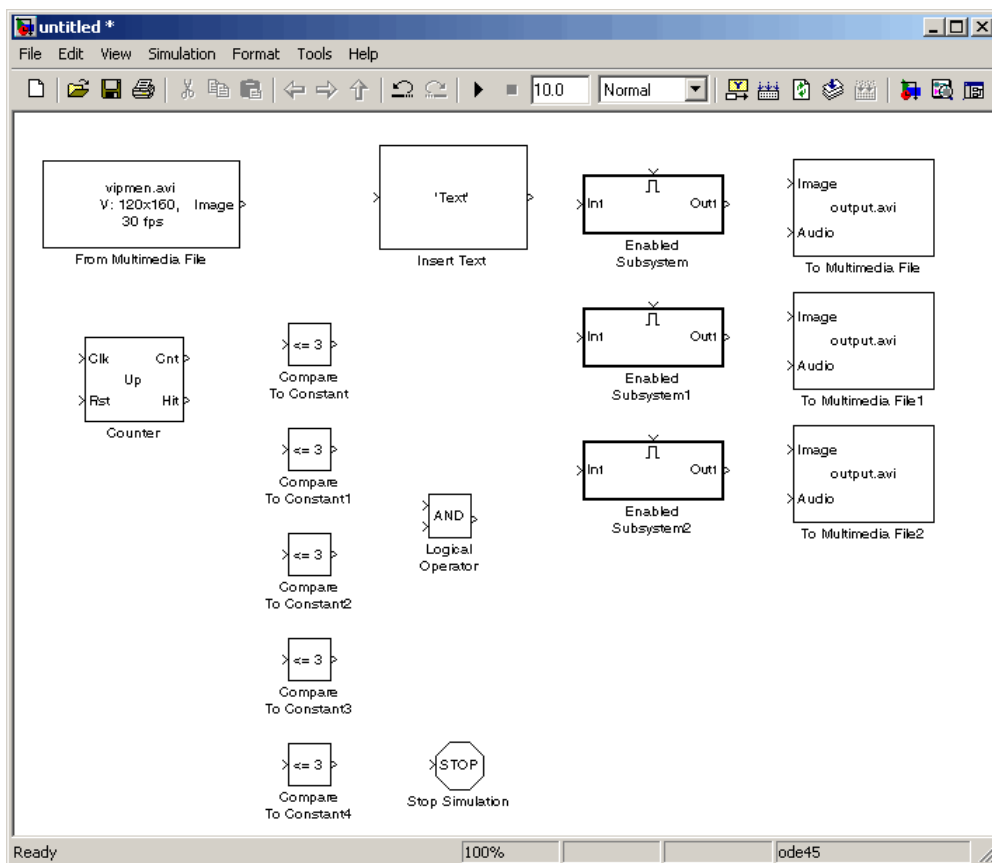 untitled *
File Edit View Simulation Format Tools Help
10.0 Normal
vipmen.avi
V: 120x160, Image
30 fps
From Multimedia File
'Text'
Insert Text
In1 Out1
Enabled
Subsystem
Image
output.avi
Audio
To Multimedia File
Clk Cnt
Up
Rst Hit
Counter
<= 3
Compare
To Constant
In1 Out1
Enabled
Subsystem1
Image
output.avi
Audio
To Multimedia File1
<= 3
Compare
To Constant1
AND
Logical
Operator
In1 Out1
Enabled
Subsystem2
Image
output.avi
Audio
To Multimedia File2
<= 3
Compare
To Constant2
<= 3
Compare
To Constant3
<= 3
Compare
To Constant4
STOP
Stop Simulation
Ready 100% ode45